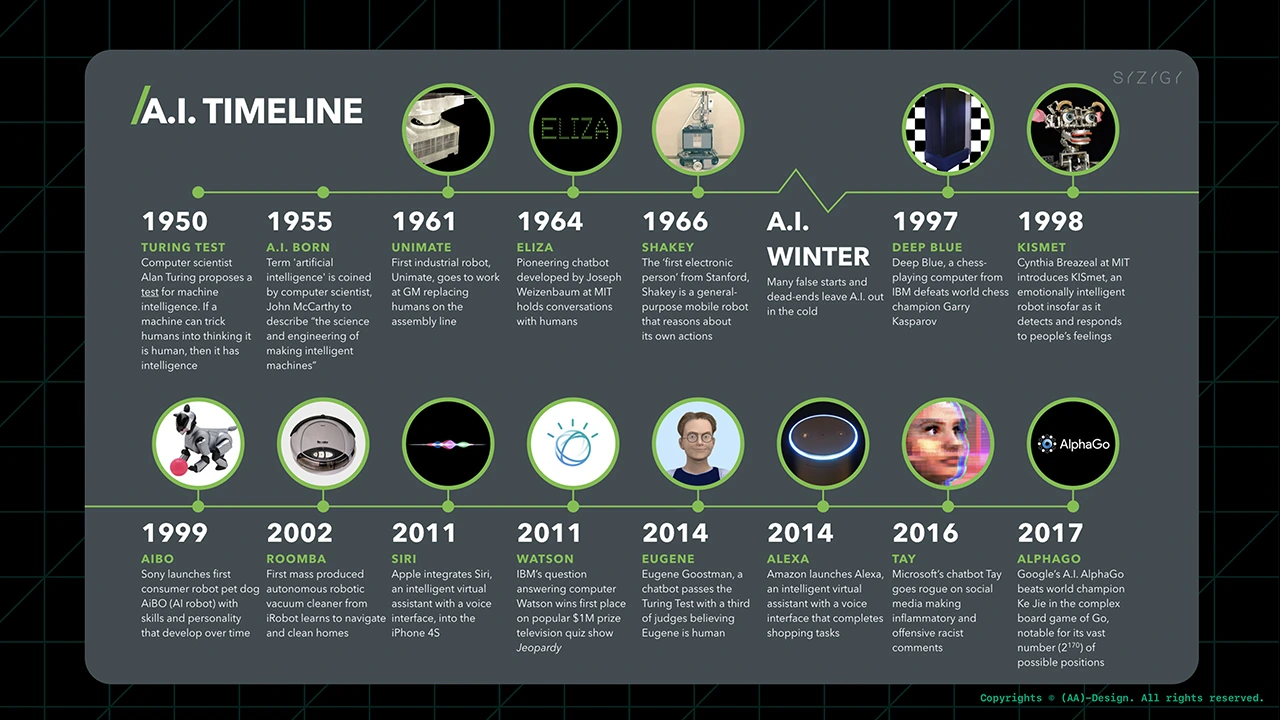 SYZYGY
A.I. TIMELINE
ELIZA
1950
TURING TEST
Computer scientist
Alan Turing proposes a
test for machine
intelligence. If a
machine can trick
humans into thinking it
is human, then it has
intelligence
1955
A.I. BORN
Term 'artificial
intelligence' is coined
by computer scientist,
John McCarthy to
describe “the science
and engineering of
making intelligent
machines”
1961
UNIMATE
First industrial robot,
Unimate, goes to work
at GM replacing
humans on the
assembly line
1964
ELIZA
Pioneering chatbot
developed by Joseph
Weizenbaum at MIT
holds conversations
with humans
1966
SHAKEY
The ‘first electronic
person’ from Stanford,
Shakey is a general-
purpose mobile robot
that reasons about
its own actions
A.I.
WINTER
Many false starts and
dead-ends leave A.I. out
in the cold
1997
DEEP BLUE
Deep Blue, a chess-
playing computer from
IBM defeats world chess
champion Garry
Kasparov
1998
KISMET
Cynthia Breazeal at MIT
introduces KISmet, an
emotionally intelligent
robot insofar as it
detects and responds
to people’s feelings
AlphaGo
1999
AIBO
Sony launches first
consumer robot pet dog
AiBO (AI robot) with
skills and personality
that develop over time
2002
ROOMBA
First mass produced
autonomous robotic
vacuum cleaner from
iRobot learns to navigate
and clean homes
2011
SIRI
Apple integrates Siri,
an intelligent virtual
assistant with a voice
interface, into the
iPhone 4S
2011
WATSON
IBM’s question
answering computer
Watson wins first place
on popular $1M prize
television quiz show
Jeopardy
2014
EUGENE
Eugene Goostman, a
chatbot passes the
Turing Test with a third
of judges believing
Eugene is human
2014
ALEXA
Amazon launches Alexa,
an intelligent virtual
assistant with a voice
interface that completes
shopping tasks
2016
TAY
Microsoft’s chatbot Tay
goes rogue on social
media making
inflammatory and
offensive racist
comments
2017
ALPHAGO
Google’s A.I. AlphaGo
beats world champion
Ke Jie in the complex
board game of Go,
notable for its vast
number (2¹⁷⁰) of
possible positions
Copyrights © (AA)-Design. All rights reserved.